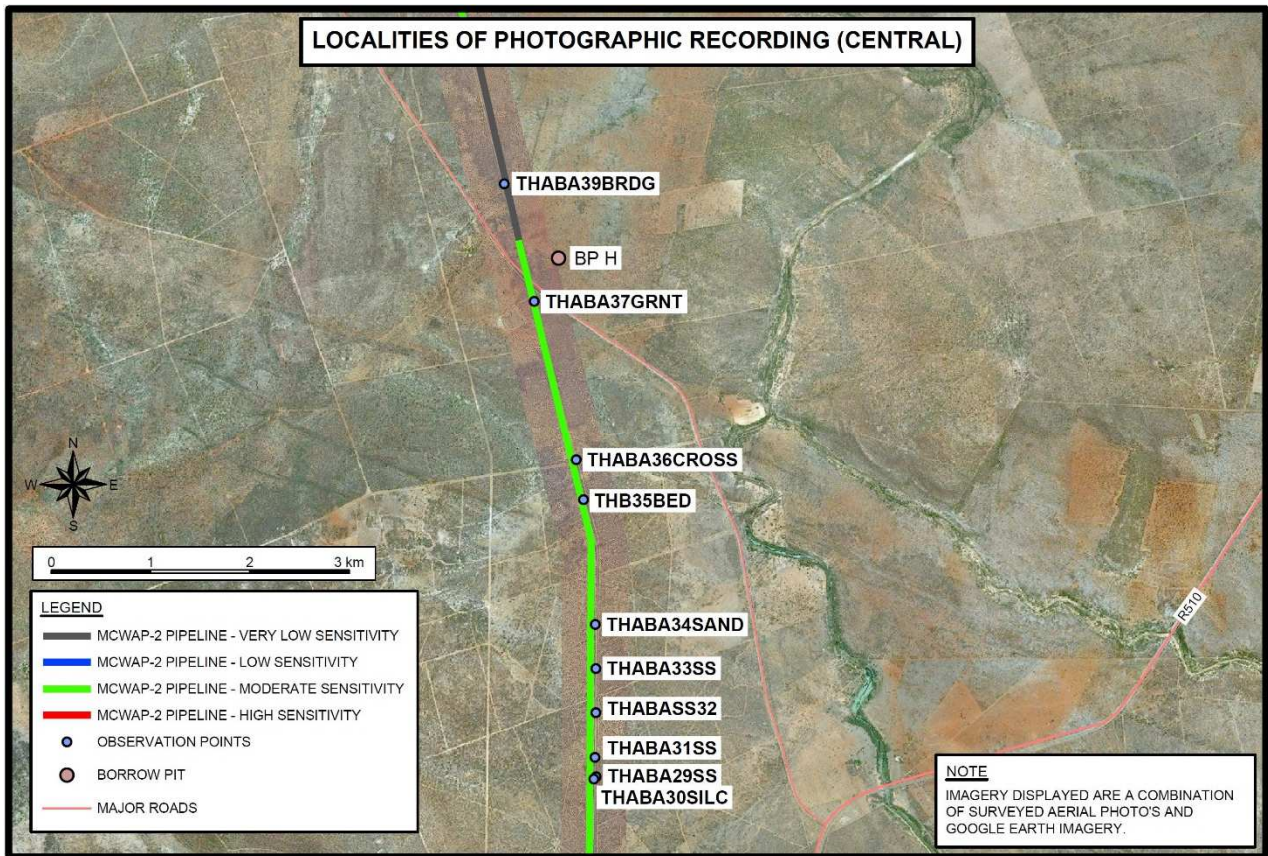 LOCALITIES OF PHOTOGRAPHIC RECORDING (CENTRAL)
THABA39BRDG
BP H
THABA37GRNT
THABA36CROSS
THB35BED
THABA34SAND
THABA33SS
THABASS32
THABA31SS
THABA29SS
THABA30SILC
R510
N
W
E
S
0 1 2 3 km
LEGEND
MCWAP-2 PIPELINE - VERY LOW SENSITIVITY
MCWAP-2 PIPELINE - LOW SENSITIVITY
MCWAP-2 PIPELINE - MODERATE SENSITIVITY
MCWAP-2 PIPELINE - HIGH SENSITIVITY
OBSERVATION POINTS
BORROW PIT
MAJOR ROADS
NOTE
IMAGERY DISPLAYED ARE A COMBINATION
OF SURVEYED AERIAL PHOTO'S AND
GOOGLE EARTH IMAGERY.